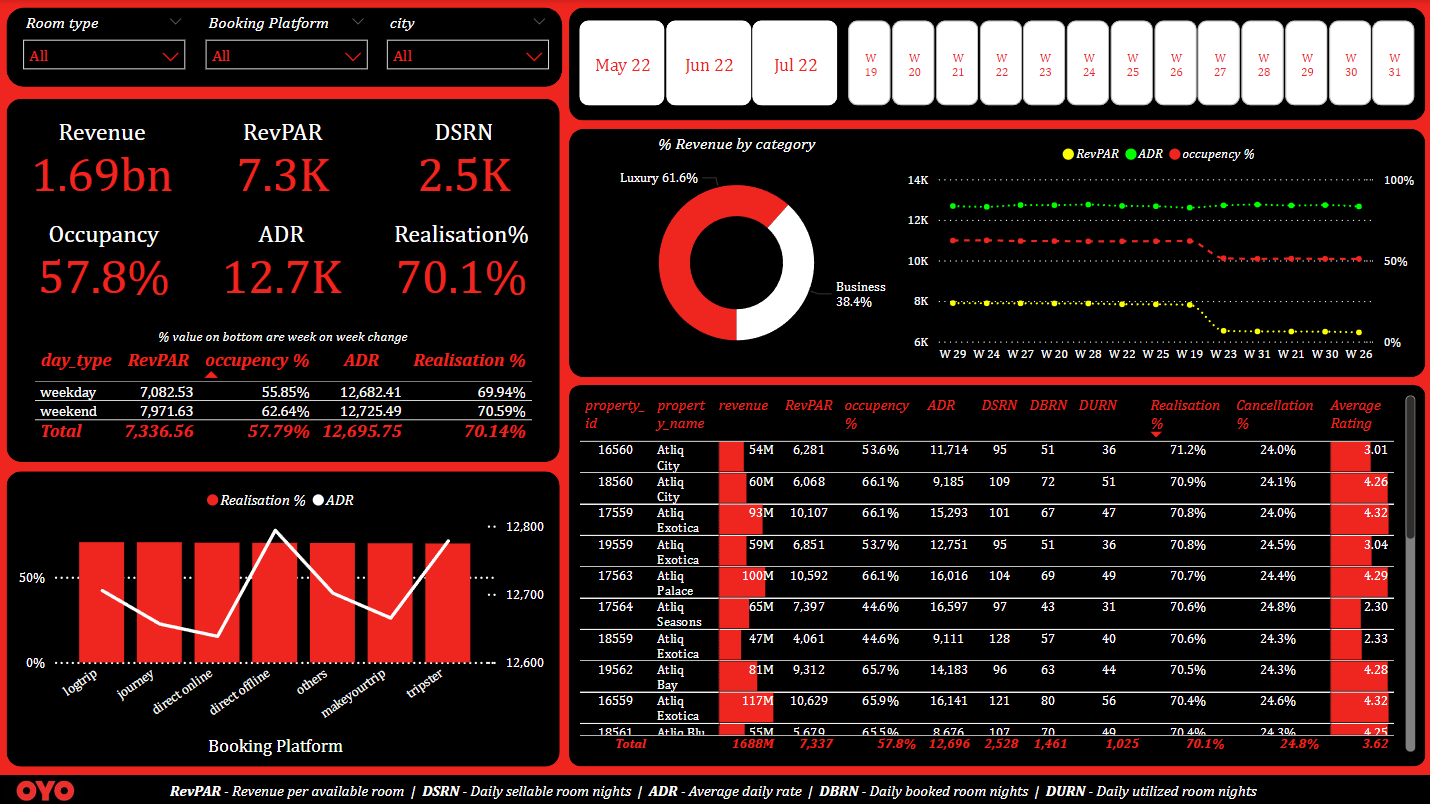 Room type
Booking Platform
city
All
All
All
May 22
Jun 22
Jul 22
W 19
W 20
W 21
W 22
W 23
W 24
W 25
W 26
W 27
W 28
W 29
W 30
W 31
Revenue RevPAR DSRN
1.69bn 7.3K 2.5K
Occupancy ADR Realisation%
57.8% 12.7K 70.1%
% value on bottom are week on week change
day_type RevPAR occupency % ADR Realisation %
weekday 7,082.53 55.85% 12,682.41 69.94%
weekend 7,971.63 62.64% 12,725.49 70.59%
Total 7,336.56 57.79% 12,695.75 70.14%
% Revenue by category
Luxury 61.6%
Business
38.4%
RevPAR ADR occupency %
14K 100%
12K
10K 50%
8K
6K 0%
W 29 W 24 W 27 W 20 W 28 W 22 W 25 W 19 W 23 W 31 W 21 W 30 W 26
Realisation % ADR
12,800
50% 12,700
0% 12,600
logtrip
journey
direct online
direct offline
others
makeyourtrip
tripster
Booking Platform
property_ propert revenue RevPAR occupency ADR DSRN DBRN DURN Realisation Cancellation Average
id y_name % % % Rating
16560 Atliq 54M 6,281 53.6% 11,714 95 51 36 71.2% 24.0% 3.01
City
18560 Atliq 60M 6,068 66.1% 9,185 109 72 51 70.9% 24.1% 4.26
City
17559 Atliq 93M 10,107 66.1% 15,293 101 67 47 70.8% 24.0% 4.32
Exotica
19559 Atliq 59M 6,851 53.7% 12,751 95 51 36 70.8% 24.5% 3.04
Exotica
17563 Atliq 100M 10,592 66.1% 16,016 104 69 49 70.7% 24.4% 4.29
Palace
17564 Atliq 65M 7,397 44.6% 16,597 97 43 31 70.6% 24.8% 2.30
Seasons
18559 Atliq 47M 4,061 44.6% 9,111 128 57 40 70.6% 24.3% 2.33
Exotica
19562 Atliq 81M 9,312 65.7% 14,183 96 63 44 70.5% 24.3% 4.28
Bay
16559 Atliq 117M 10,629 65.9% 16,141 121 80 56 70.4% 24.6% 4.32
Exotica
18561 Atliq Blu 55M 5,679 65.5% 8,676 107 70 49 70.4% 24.4% 4.25
Total 1688M 7,337 57.8% 12,696 2,528 1,461 1,025 70.1% 24.8% 3.62
OYO
RevPAR - Revenue per available room | DSRN - Daily sellable room nights | ADR - Average daily rate | DBRN - Daily booked room nights | DURN - Daily utilized room nights